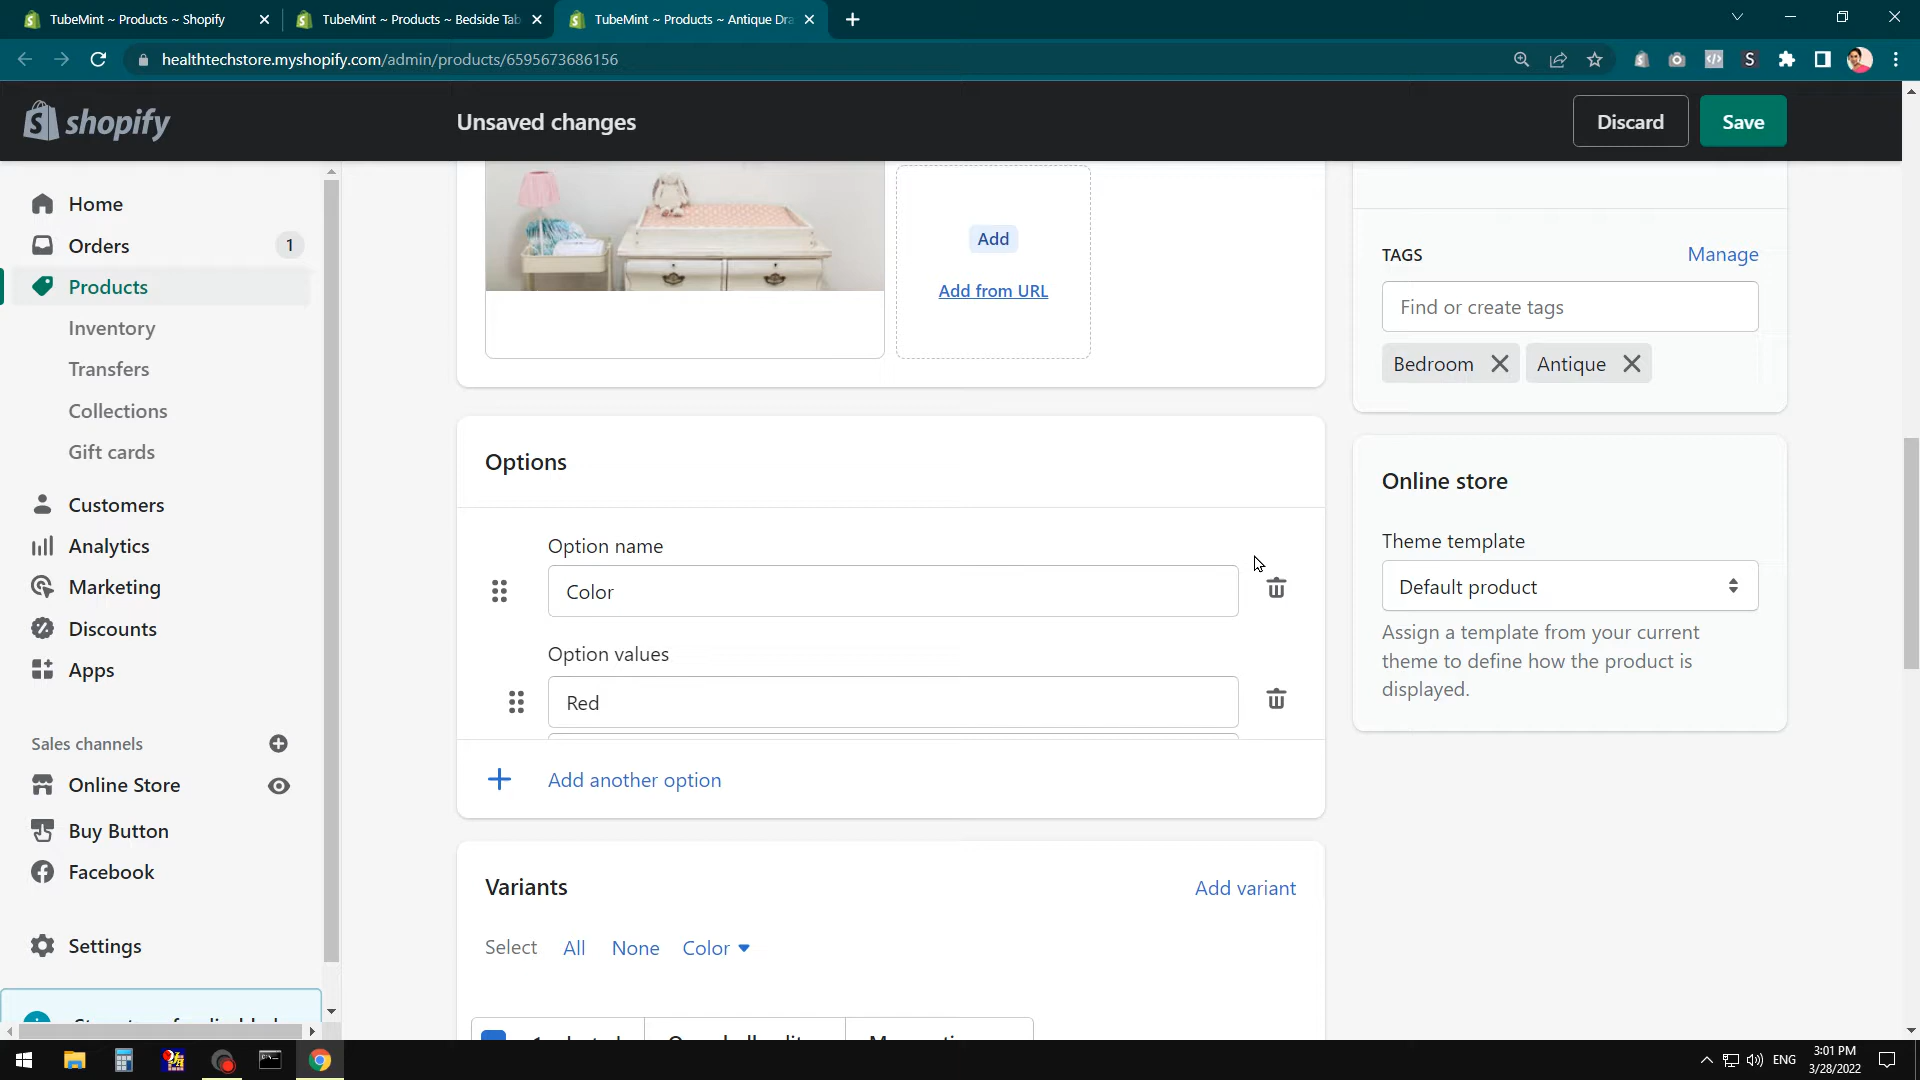 TubeMint ~ Products ~ Shopify
TubeMint ~ Products ~ Bedside Tab
TubeMint ~ Products ~ Antique Dra
healthtechstore.myshopify.com/admin/products/6595673686156
shopify
Unsaved changes
Discard
Save
Home
Orders
1
Products
Inventory
Transfers
Collections
Gift cards
Customers
Analytics
Marketing
Discounts
Apps
Sales channels
Online Store
Buy Button
Facebook
Settings
Add
Add from URL
Options
Option name
Color
Option values
Red
Add another option
Variants
Add variant
Select All None Color
TAGS
Manage
Find or create tags
Bedroom
Antique
Online store
Theme template
Default product
Assign a template from your current
theme to define how the product is
displayed.
ENG
3:01 PM
3/28/2022